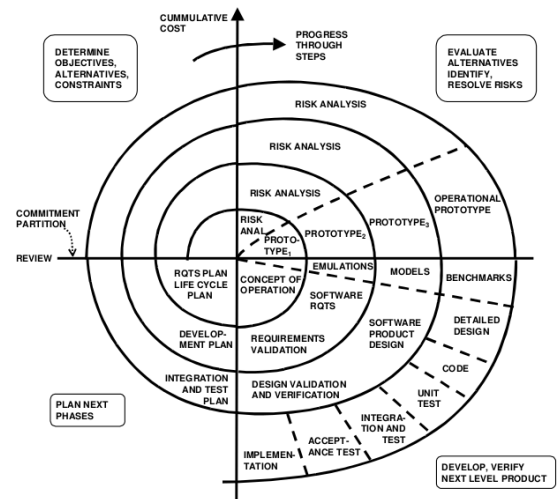 CUMMULATIVE
COST
PROGRESS
THROUGH
STEPS
DETERMINE
OBJECTIVES,
ALTERNATIVES,
CONSTRAINTS
EVALUATE
ALTERNATIVES
IDENTIFY,
RESOLVE RISKS
RISK ANALYSIS
RISK ANALYSIS
RISK ANALYSIS
RISK
ANAL.
PROTO-
TYPE1
PROTOTYPE2
PROTOTYPE3
OPERATIONAL
PROTOTYPE
COMMITMENT
PARTITION
REVIEW
RQTS PLAN
LIFE CYCLE
PLAN
CONCEPT OF
OPERATION
EMULATIONS
MODELS
BENCHMARKS
SOFTWARE
RQTS
SOFTWARE
PRODUCT
DESIGN
DETAILED
DESIGN
DEVELOP-
MENT PLAN
REQUIREMENTS
VALIDATION
CODE
INTEGRATION
AND TEST
PLAN
DESIGN VALIDATION
AND VERIFICATION
UNIT
TEST
INTEGRA-
TION AND
TEST
ACCEPT-
ANCE TEST
IMPLEMEN-
TATION
PLAN NEXT
PHASES
DEVELOP, VERIFY
NEXT LEVEL PRODUCT